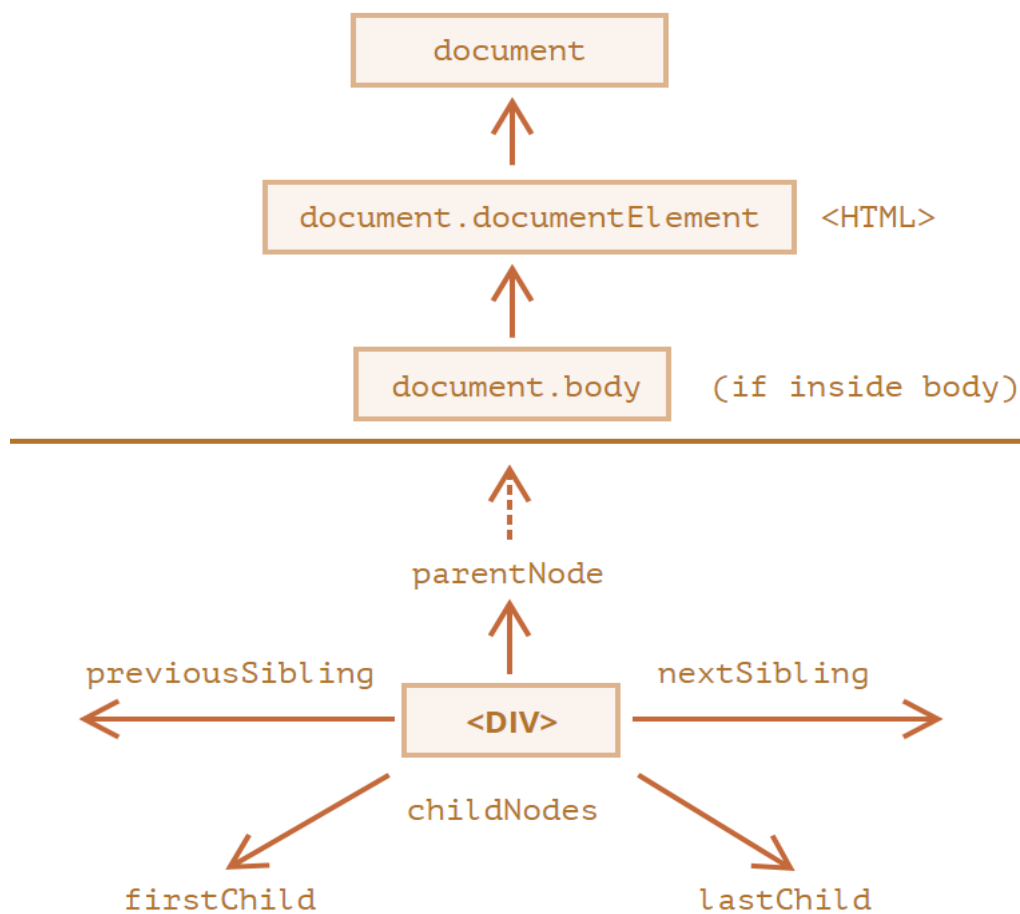 document
document.documentElement <HTML>
document.body (if inside body)
parentNode
previousSibling nextSibling
<DIV>
childNodes
firstChild lastChild